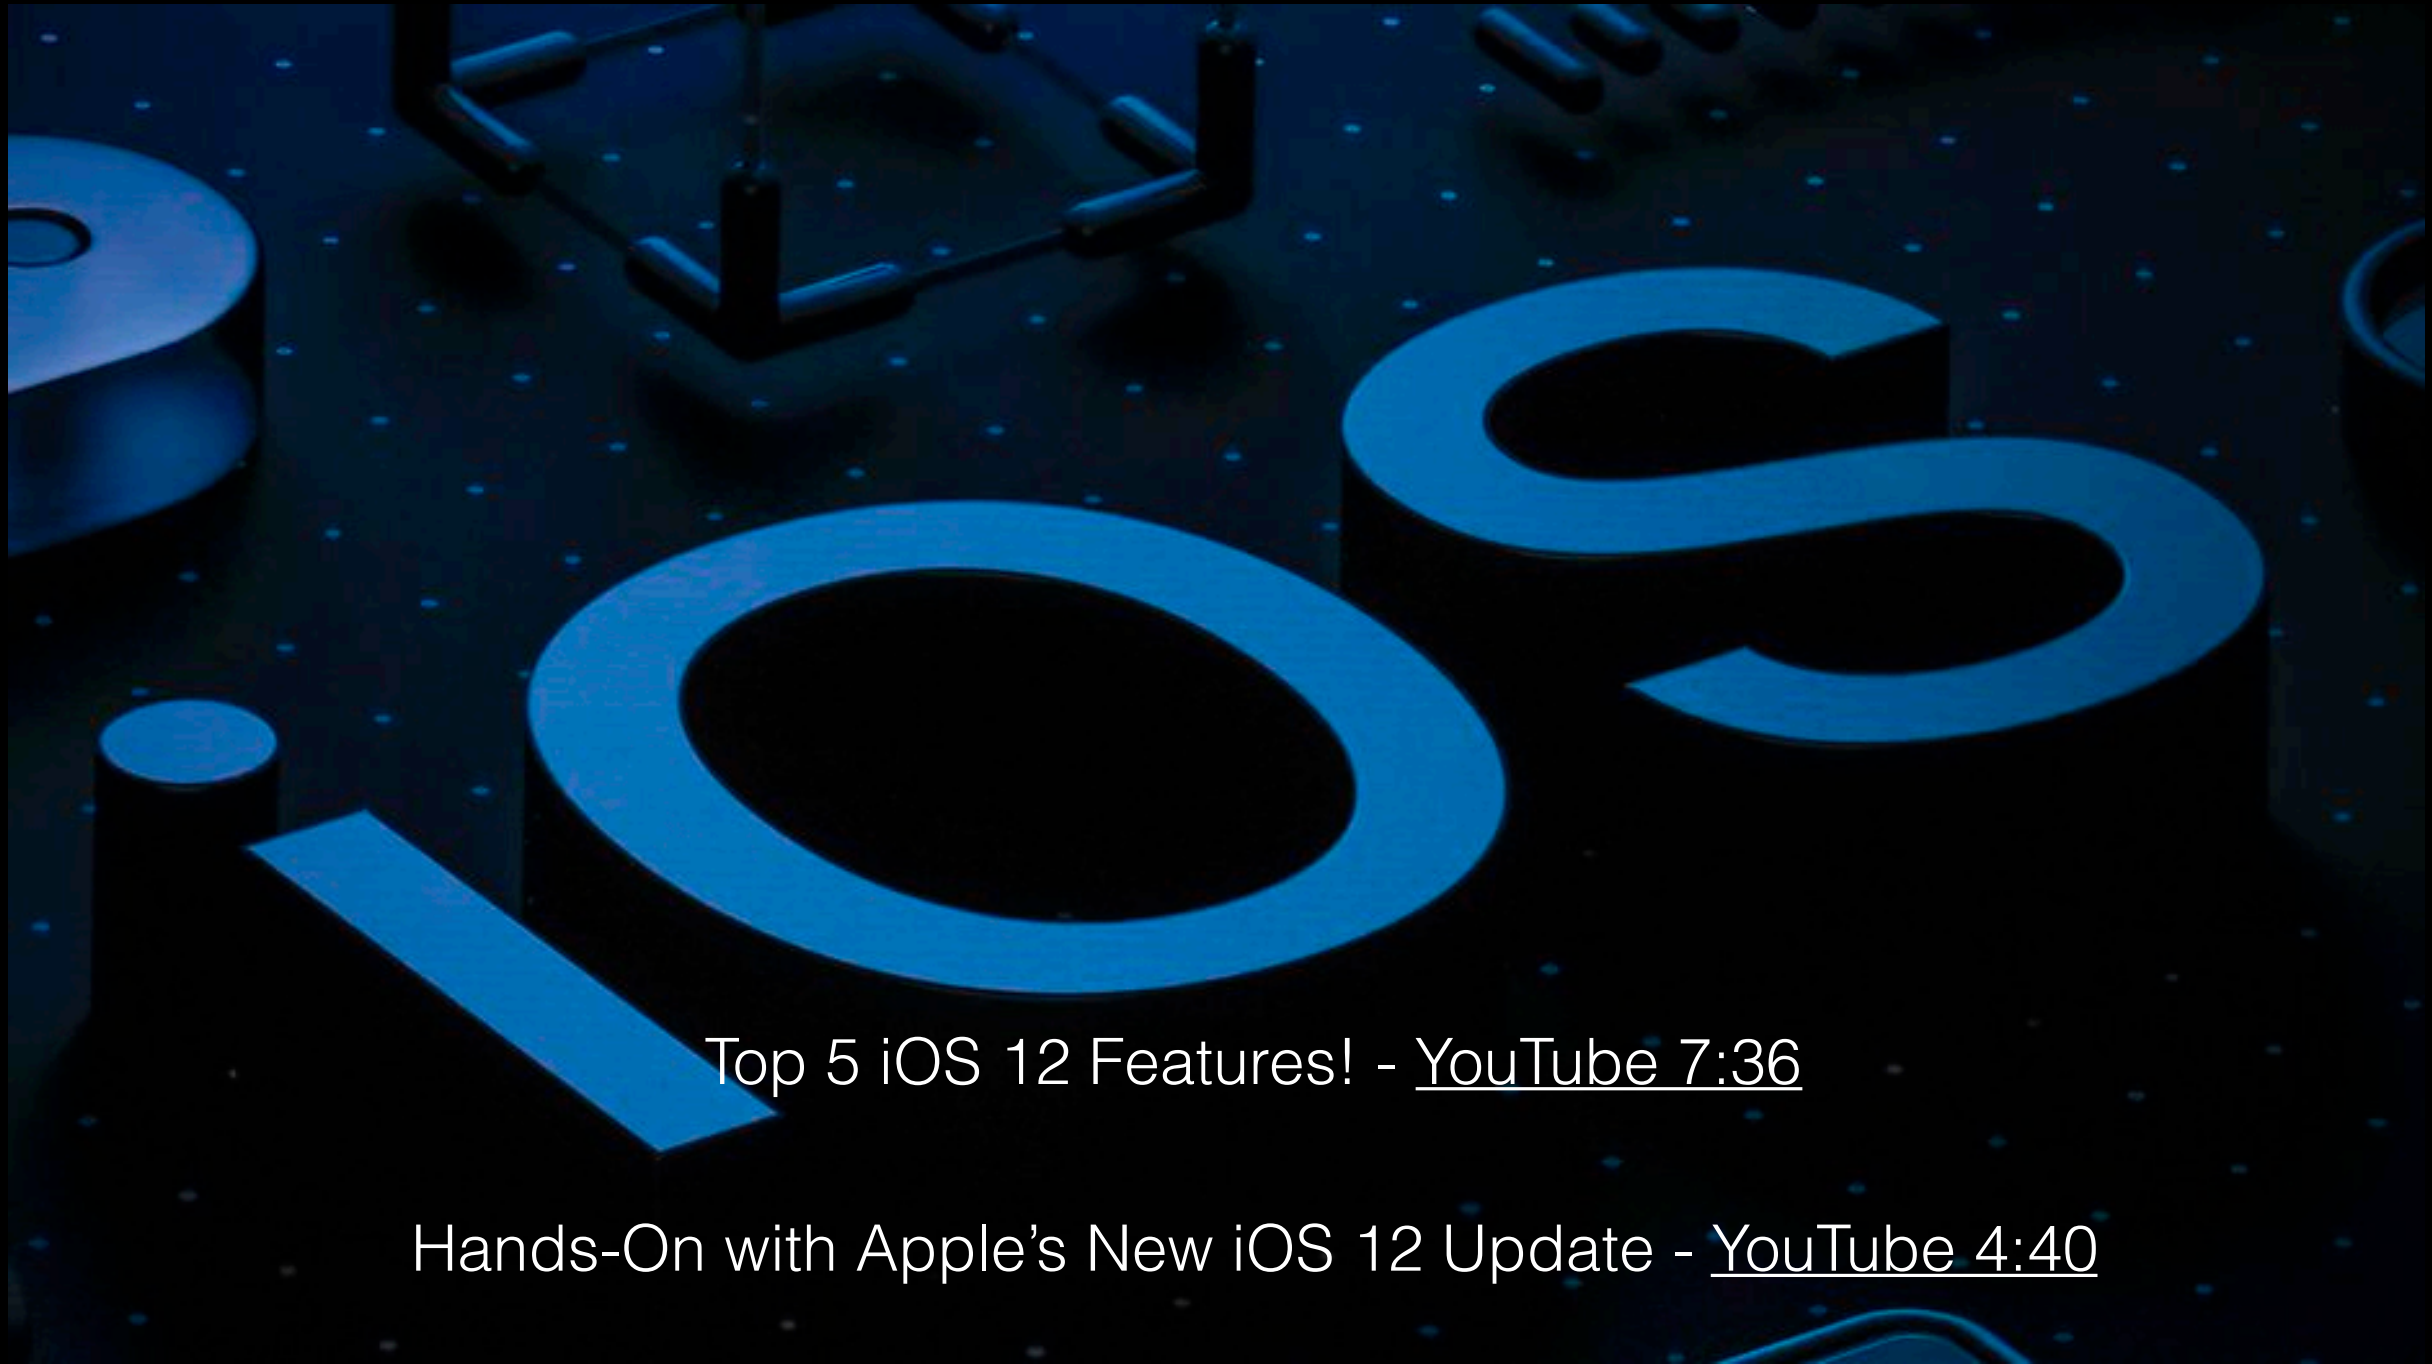 iOS
Top 5 iOS 12 Features! - YouTube 7:36
Hands-On with Apple’s New iOS 12 Update - YouTube 4:40